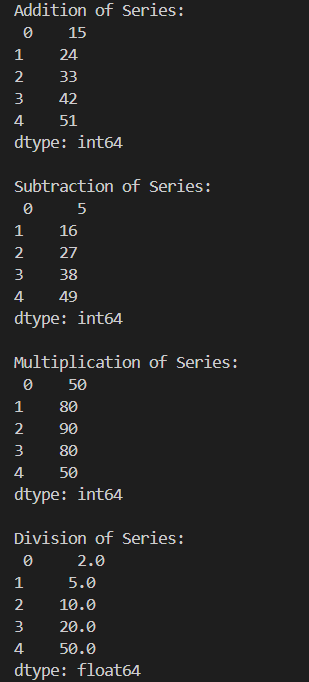 Addition of Series:
 0    15
1    24
2    33
3    42
4    51
dtype: int64

Subtraction of Series:
 0     5
1    16
2    27
3    38
4    49
dtype: int64

Multiplication of Series:
 0    50
1    80
2    90
3    80
4    50
dtype: int64

Division of Series:
 0     2.0
1     5.0
2    10.0
3    20.0
4    50.0
dtype: float64